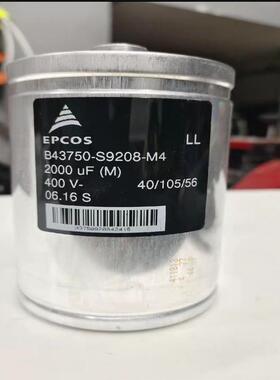 EPCOS
LL
B43750-S9208-M4
2000 uF (M)
400 V- 40/105/56
06.16 S